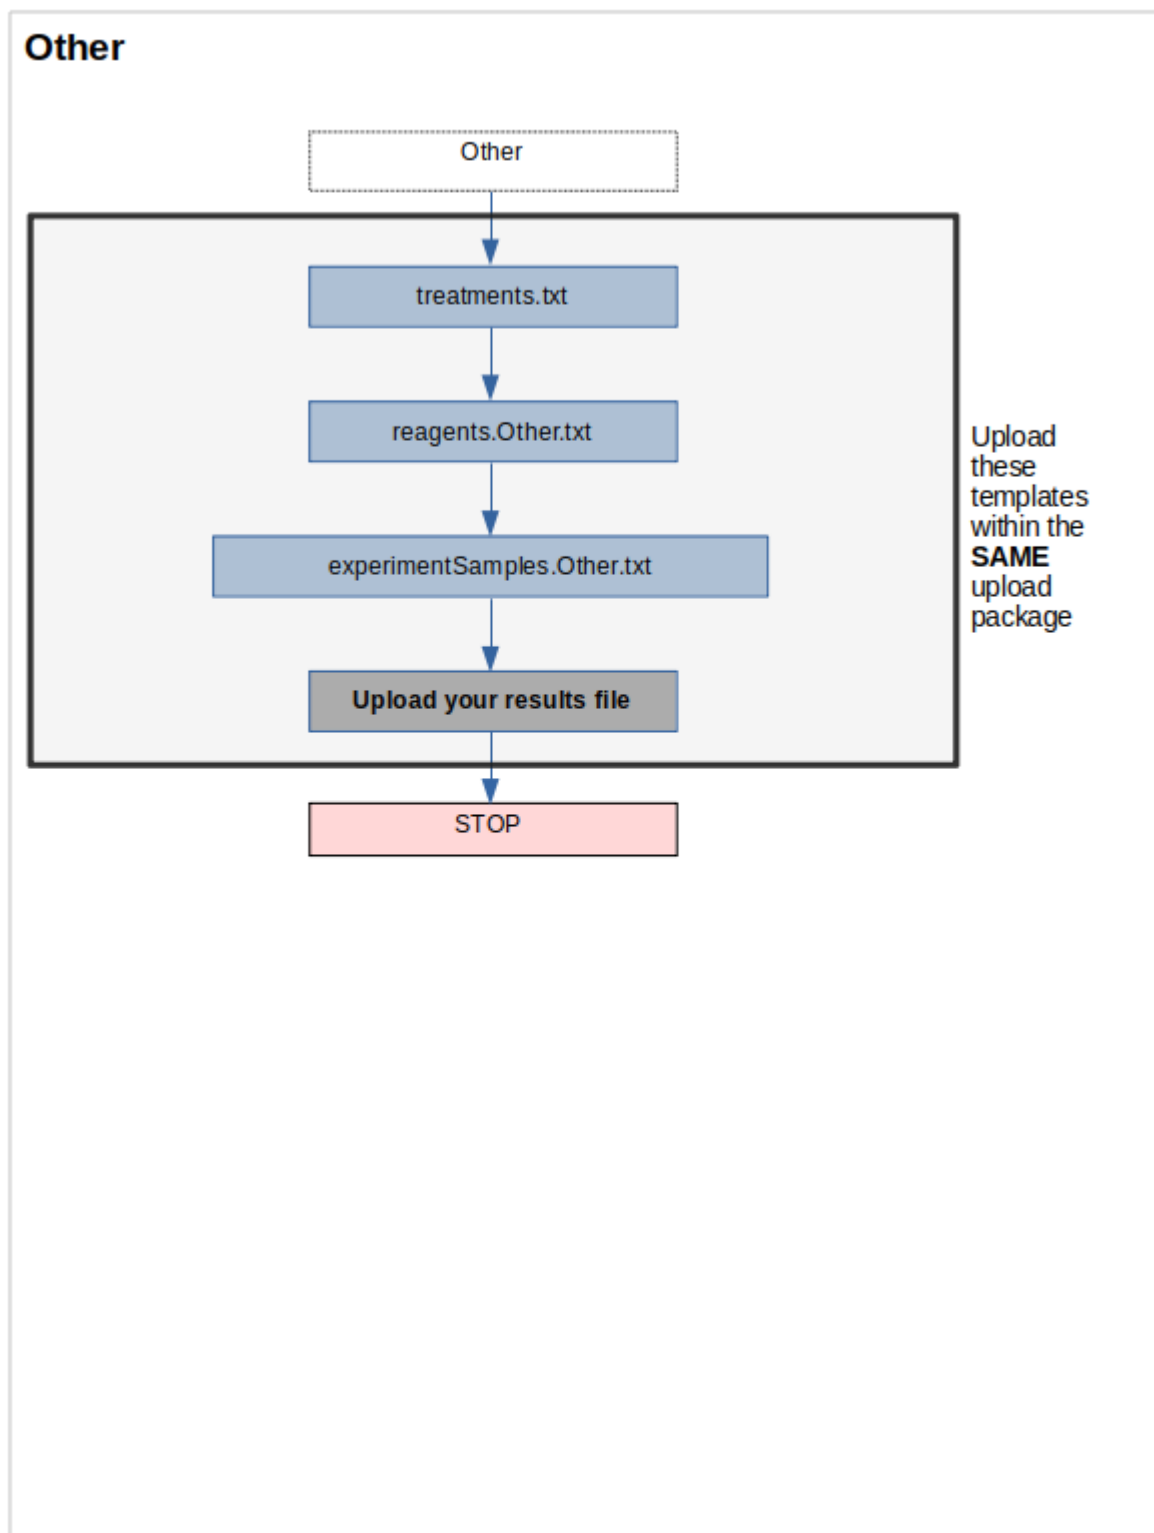 Other
Other
treatments.txt
reagents.Other.txt
experimentSamples.Other.txt
Upload your results file
STOP
Upload
these
templates
within the
SAME
upload
package